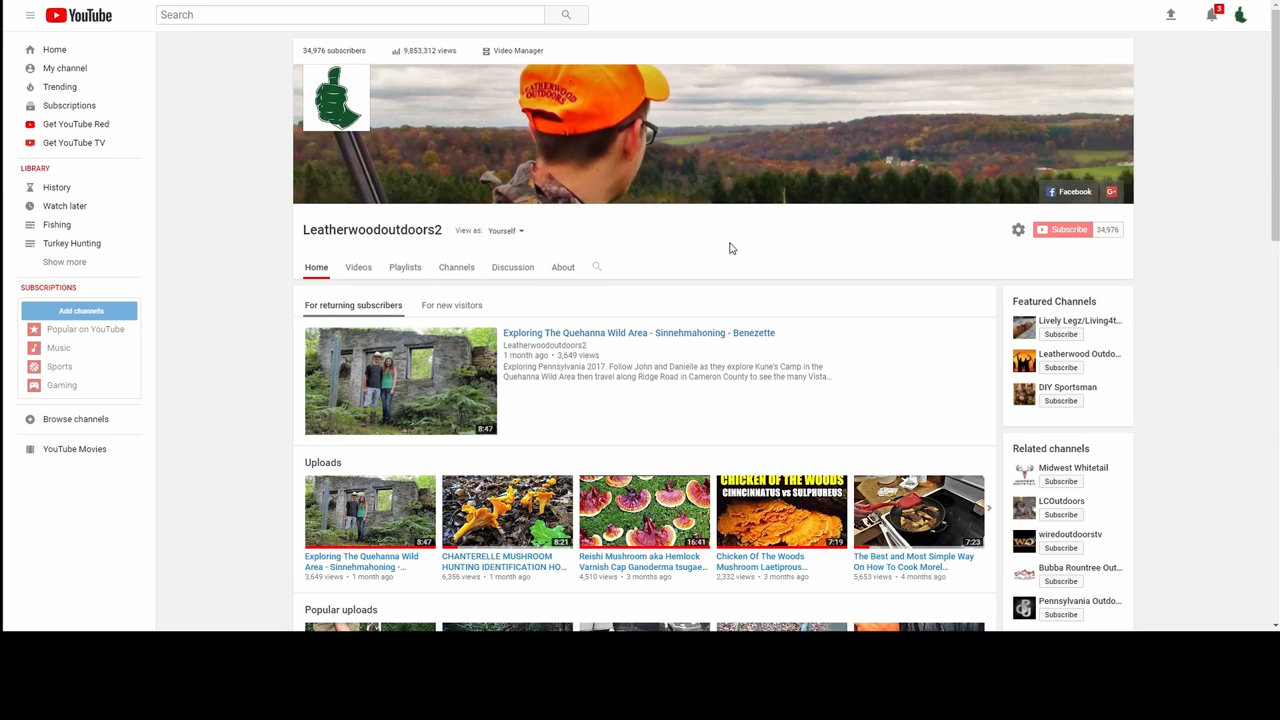 YouTube
Search
3
Home
My channel
Trending
Subscriptions
Get YouTube Red
Get YouTube TV
LIBRARY
History
Watch later
Fishing
Turkey Hunting
Show more
SUBSCRIPTIONS
Add channels
Popular on YouTube
Music
Sports
Gaming
Browse channels
YouTube Movies
34,976 subscribers
9,853,312 views
Video Manager
LEATHERWOOD
OUTDOORS
Facebook
G+
Leatherwoodoutdoors2
View as: Yourself
Subscribe 34,976
Home Videos Playlists Channels Discussion About
For returning subscribers For new visitors
8:47
Exploring The Quehanna Wild Area - Sinnehmahoning - Benezette
Leatherwoodoutdoors2
1 month ago • 3,649 views
Exploring Pennsylvania 2017. Follow John and Danielle as they explore Kune's Camp in the
Quehanna Wild Area then travel along Ridge Road in Cameron County to see the many Vista...
Uploads
8:47
Exploring The Quehanna Wild
Area - Sinnehmahoning -...
3,649 views • 1 month ago
8:21
CHANTERELLE MUSHROOM
HUNTING IDENTIFICATION HO...
6,356 views • 1 month ago
16:41
Reishi Mushroom aka Hemlock
Varnish Cap Ganoderma tsugae...
4,510 views • 3 months ago
CHICKEN OF THE WOODS
CINNCINNATUS vs SULPHUREUS
7:19
Chicken Of The Woods
Mushroom Laetiprous...
2,332 views • 3 months ago
7:23
The Best and Most Simple Way
On How To Cook Morel...
5,653 views • 4 months ago
Popular uploads
Featured Channels
Lively Legz/Living4t...
Subscribe
Leatherwood Outdo...
Subscribe
DIY Sportsman
Subscribe
Related channels
Midwest Whitetail
Subscribe
LCOutdoors
Subscribe
wiredoutdoorstv
Subscribe
Bubba Rountree Out...
Subscribe
Pennsylvania Outdo...
Subscribe